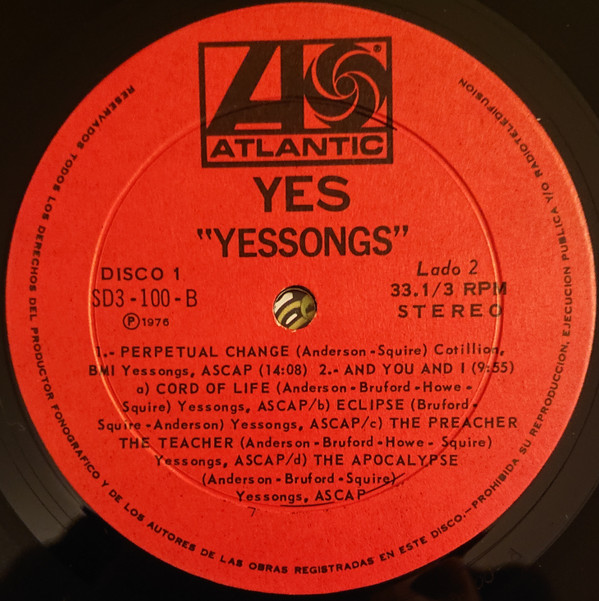 ATLANTIC
®
YES
"YESSONGS"
DISCO 1
SD3-100-B
Ⓟ1976
Lado 2
33.1/3 RPM
STEREO
1.- PERPETUAL CHANGE (Anderson-Squire) Cotillion,
BMI Yessongs, ASCAP (14:08) 2.- AND YOU AND I (9:55)
a) CORD OF LIFE (Anderson-Bruford-Howe-
Squire) Yessongs, ASCAP/b) ECLIPSE (Bruford-
Squire-Anderson) Yessongs, ASCAP/c) THE PREACHER
THE TEACHER (Anderson-Bruford-Howe-Squire)
Yessongs, ASCAP/d) THE APOCALYPSE
(Anderson-Bruford-Squire)
Yessongs, ASCAP
7
RESERVADOS TODOS LOS DERECHOS DEL PRODUCTOR FONOGRAFICO Y DE LOS AUTORES DE LAS OBRAS REGISTRADAS EN ESTE DISCO.-PROHIBIDA SU REPRODUCCION, EJECUCION PUBLICA Y/O RADIOTELEDIFUSION